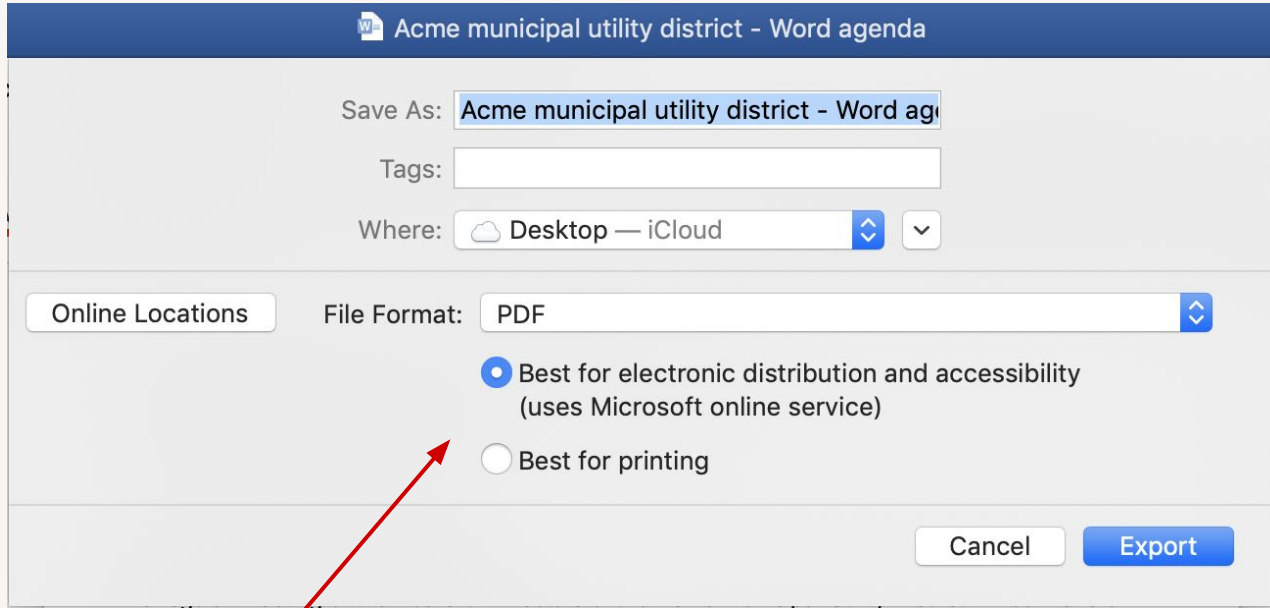 Acme municipal utility district - Word agenda
Save As: Acme municipal utility district - Word age
Tags:
Where: Desktop — iCloud
Online Locations File Format: PDF
Best for electronic distribution and accessibility
(uses Microsoft online service)
Best for printing
Cancel Export